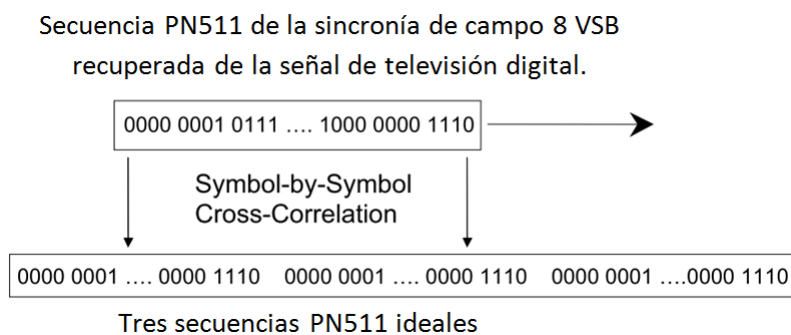 Secuencia PN511 de la sincronía de campo 8 VSB
recuperada de la señal de televisión digital.
0000 0001 0111 .... 1000 0000 1110
Symbol-by-Symbol
Cross-Correlation
0000 0001 .... 0000 1110 0000 0001 .... 0000 1110 0000 0001 ....0000 1110
Tres secuencias PN511 ideales